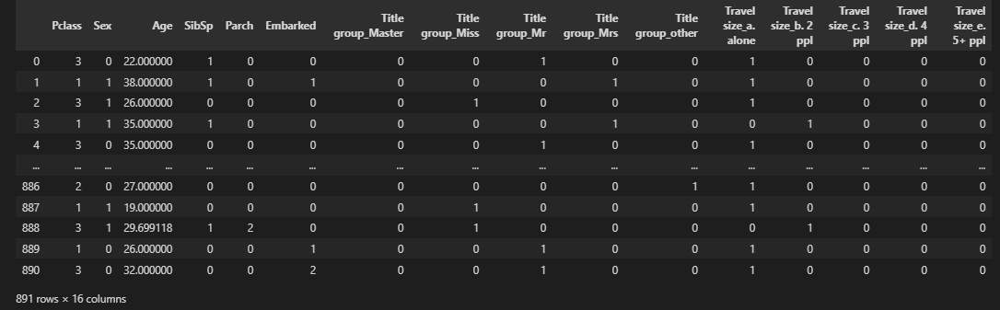 Pclass Sex Age SibSp Parch Embarked Title group_Master Title group_Miss Title group_Mr Title group_Mrs Title group_other Travel size_a. alone Travel size_b. 2 ppl Travel size_c. 3 ppl Travel size_d. 4 ppl Travel size_e. 5+ ppl
0 3 0 22.000000 1 0 0 0 0 1 0 0 1 0 0 0 0
1 1 1 38.000000 1 0 1 0 0 0 1 0 1 0 0 0 0
2 3 1 26.000000 0 0 0 0 1 0 0 0 1 0 0 0 0
3 1 1 35.000000 1 0 0 0 0 0 1 0 0 1 0 0 0
4 3 0 35.000000 0 0 0 0 0 1 0 0 1 0 0 0 0
... ... ... ... ... ... ... ... ... ... ... ... ... ... ... ... ...
886 2 0 27.000000 0 0 0 0 0 0 0 1 1 0 0 0 0
887 1 1 19.000000 0 0 0 0 1 0 0 0 1 0 0 0 0
888 3 1 29.699118 1 2 0 0 1 0 0 0 0 1 0 0 0
889 1 0 26.000000 0 0 1 0 0 1 0 0 1 0 0 0 0
890 3 0 32.000000 0 0 2 0 0 1 0 0 1 0 0 0 0
891 rows × 16 columns